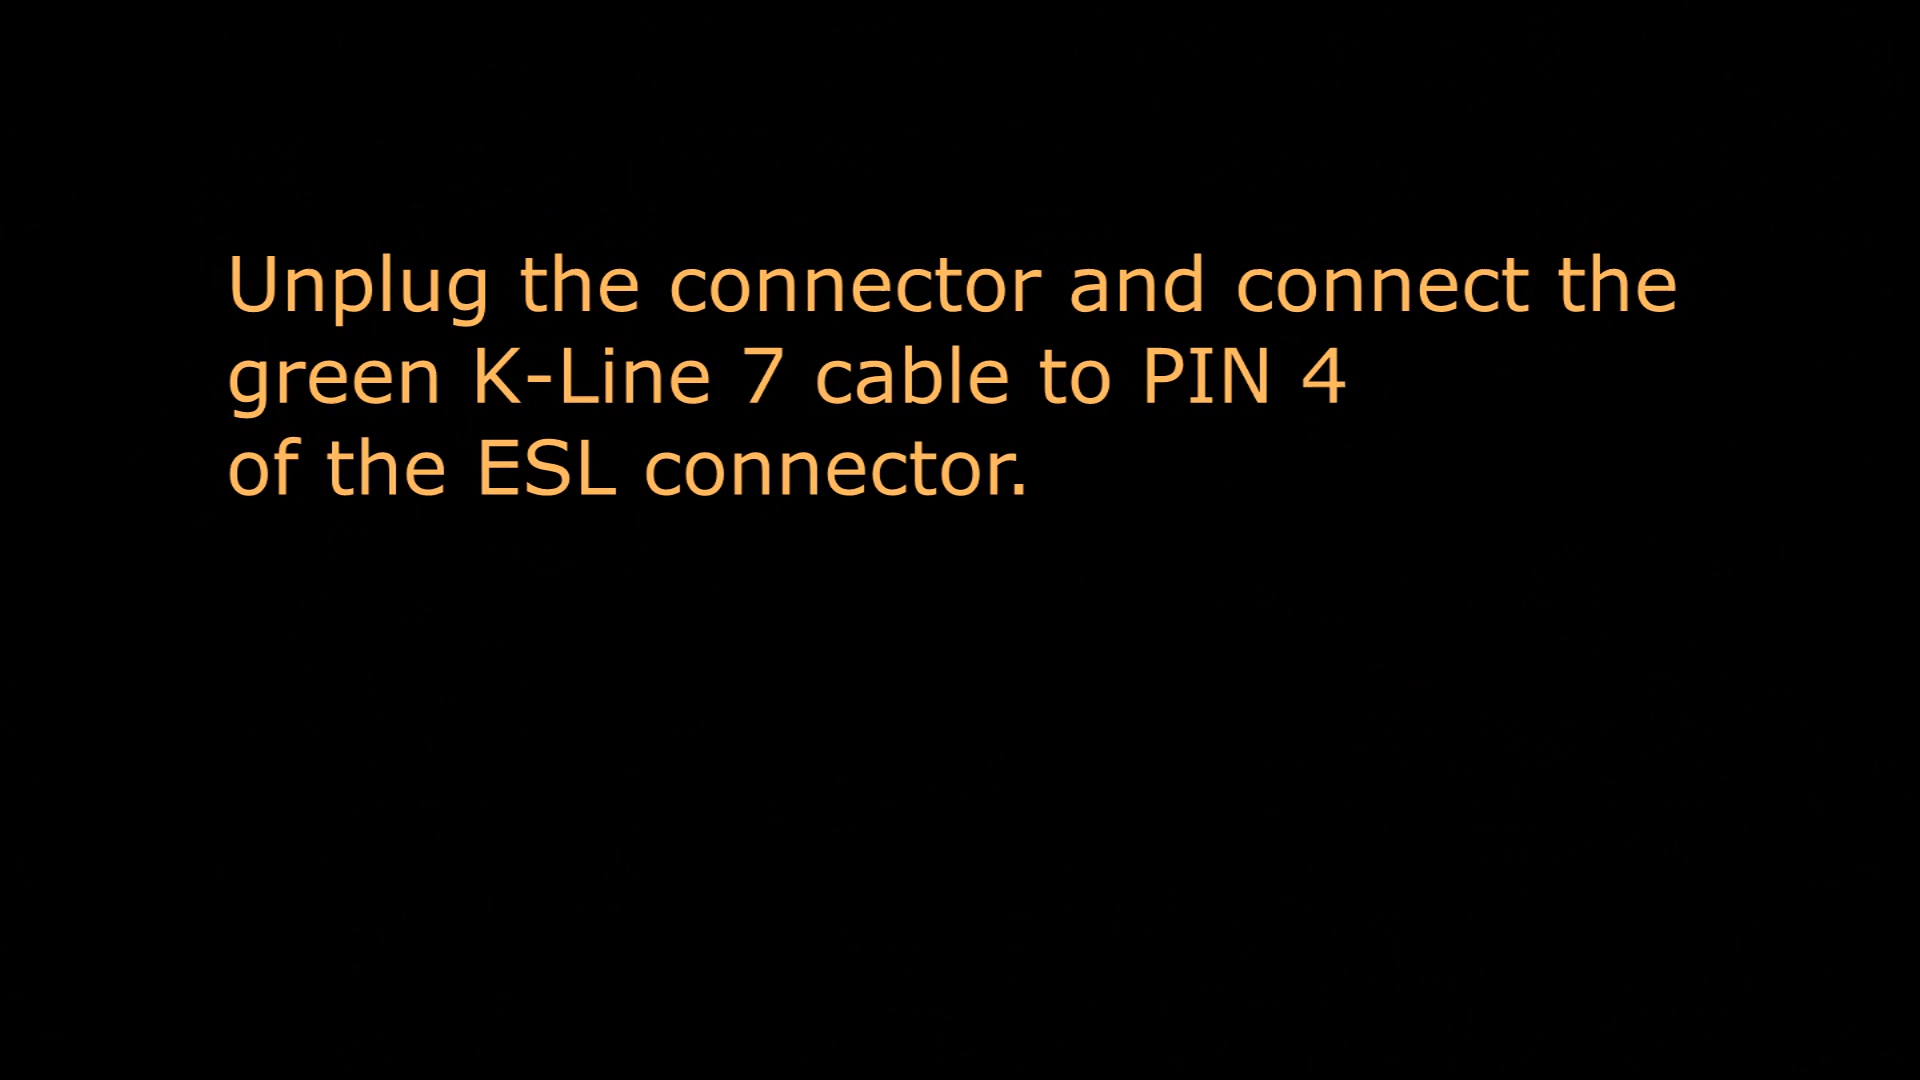 Unplug the connector and connect the
green K-Line 7 cable to PIN 4
of the ESL connector.